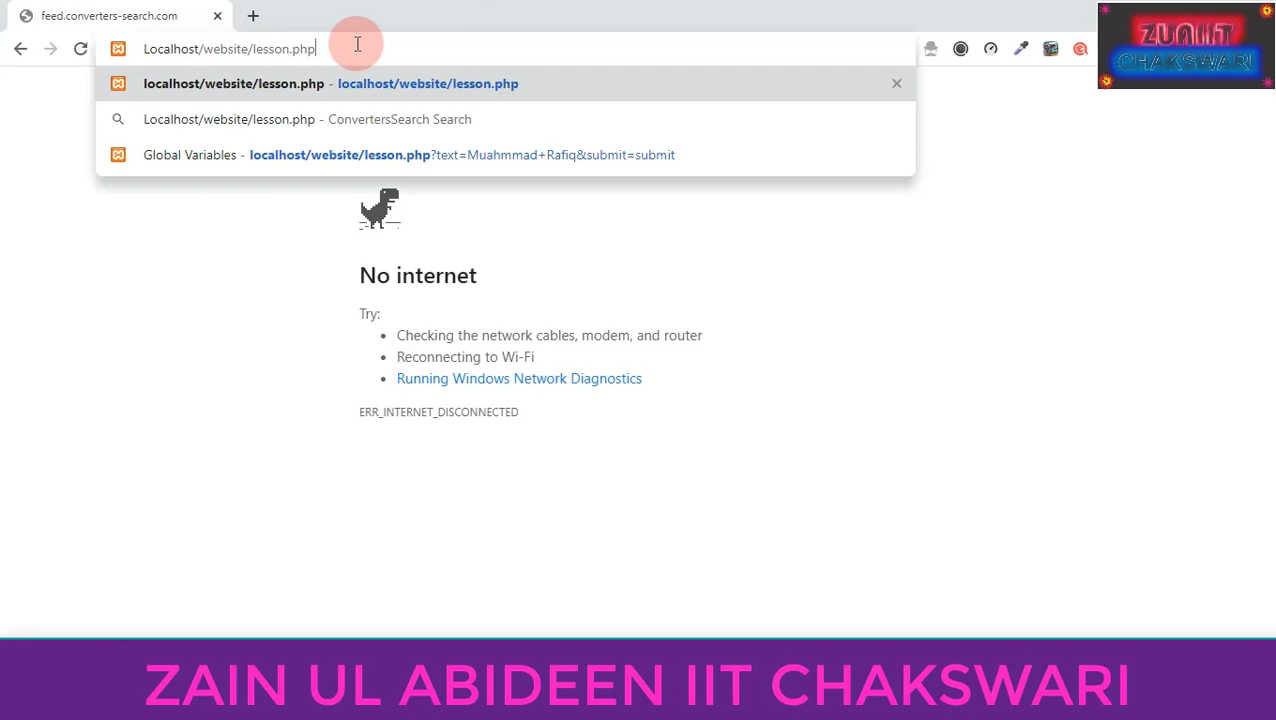 feed.converters-search.com
Localhost/website/lesson.php
localhost/website/lesson.php - localhost/website/lesson.php
Localhost/website/lesson.php - ConvertersSearch Search
Global Variables - localhost/website/lesson.php?text=Muahmmad+Rafiq&submit=submit
ZUAIIT
CHAKSWARI
No internet
Try:
• Checking the network cables, modem, and router
• Reconnecting to Wi-Fi
• Running Windows Network Diagnostics
ERR_INTERNET_DISCONNECTED
ZAIN UL ABIDEEN IIT CHAKSWARI